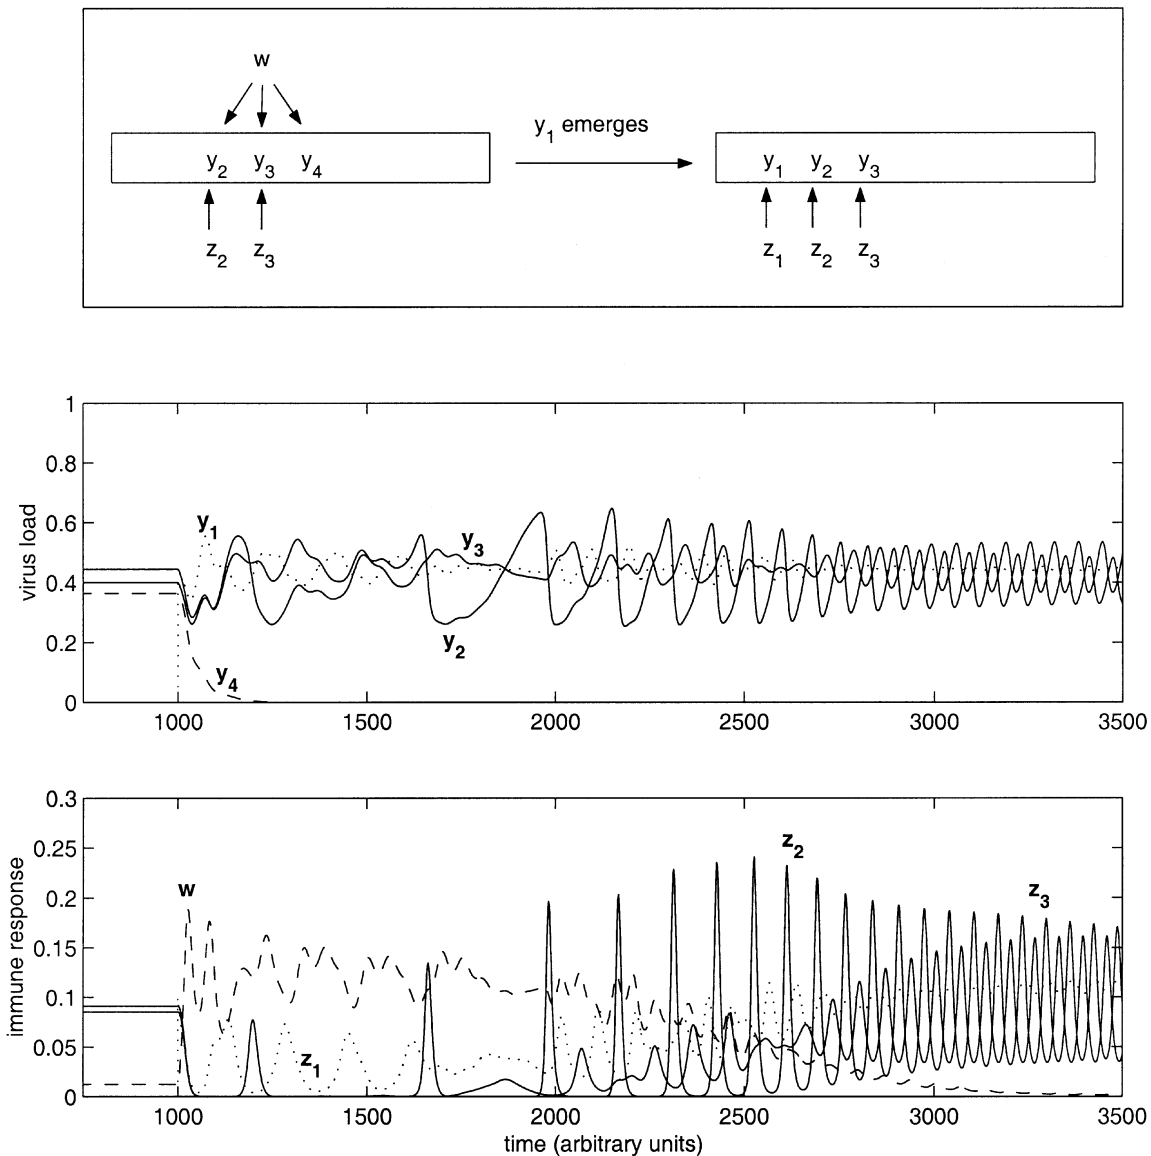 w
y1 emerges
y2 y3 y4
y1 y2 y3
z2 z3
z1 z2 z3
1
0.8
0.6
0.4
0.2
0
virus load
y1
y3
y2
y4
1000 1500 2000 2500 3000 3500
0.3
0.25
0.2
0.15
0.1
0.05
0
immune response
z2
w
z3
z1
1000 1500 2000 2500 3000 3500
time (arbitrary units)